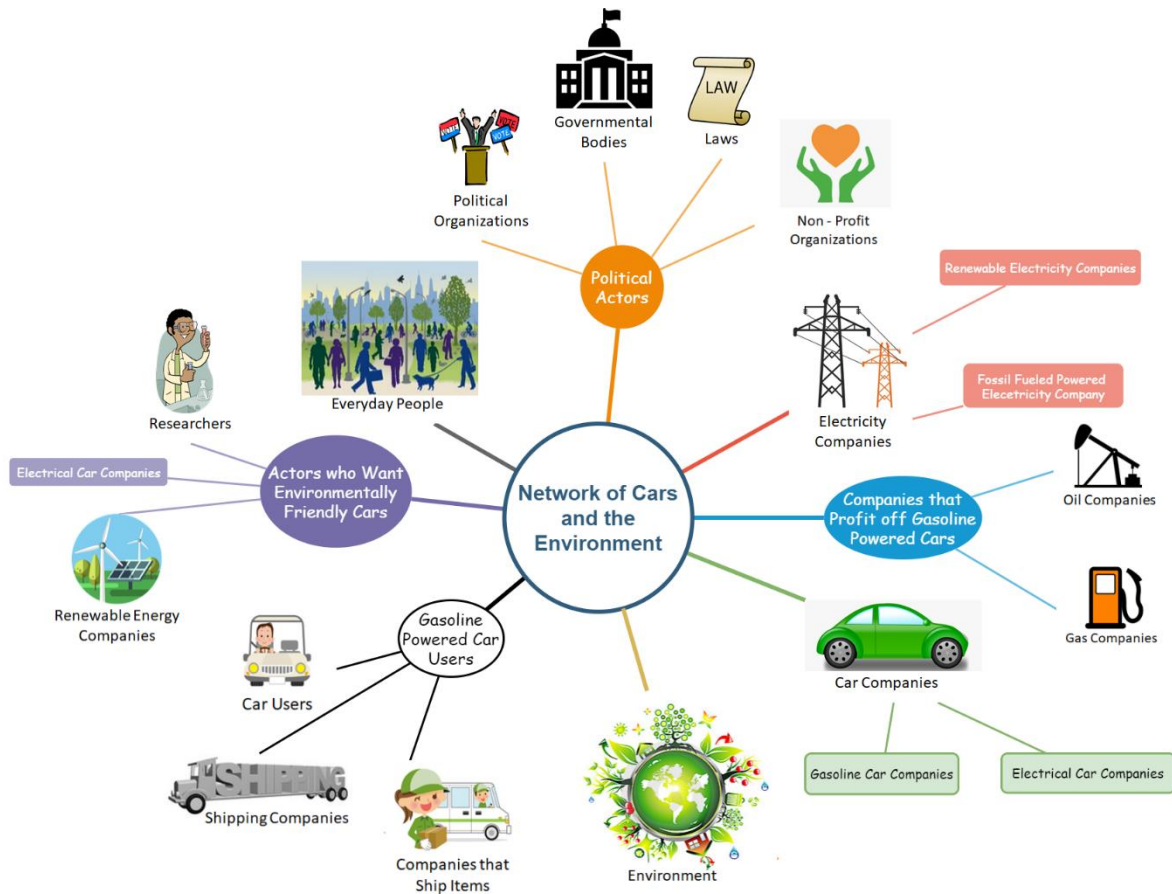 Governmental
Bodies
LAW
Laws
VOTE
VOTE
Political
Organizations
Non - Profit
Organizations
Political
Actors
Renewable Electricity Companies
Fossil Fueled Powered
Elecetricity Company
Electricity
Companies
Everyday People
Researchers
Electrical Car Companies
Actors who Want
Environmentally
Friendly Cars
Renewable Energy
Companies
Network of Cars
and the
Environment
Companies that
Profit off Gasoline
Powered Cars
Oil Companies
Gas Companies
Gasoline
Powered Car
Users
Car Users
SHIPPING
Shipping Companies
Companies that
Ship Items
Environment
Car Companies
Gasoline Car Companies
Electrical Car Companies